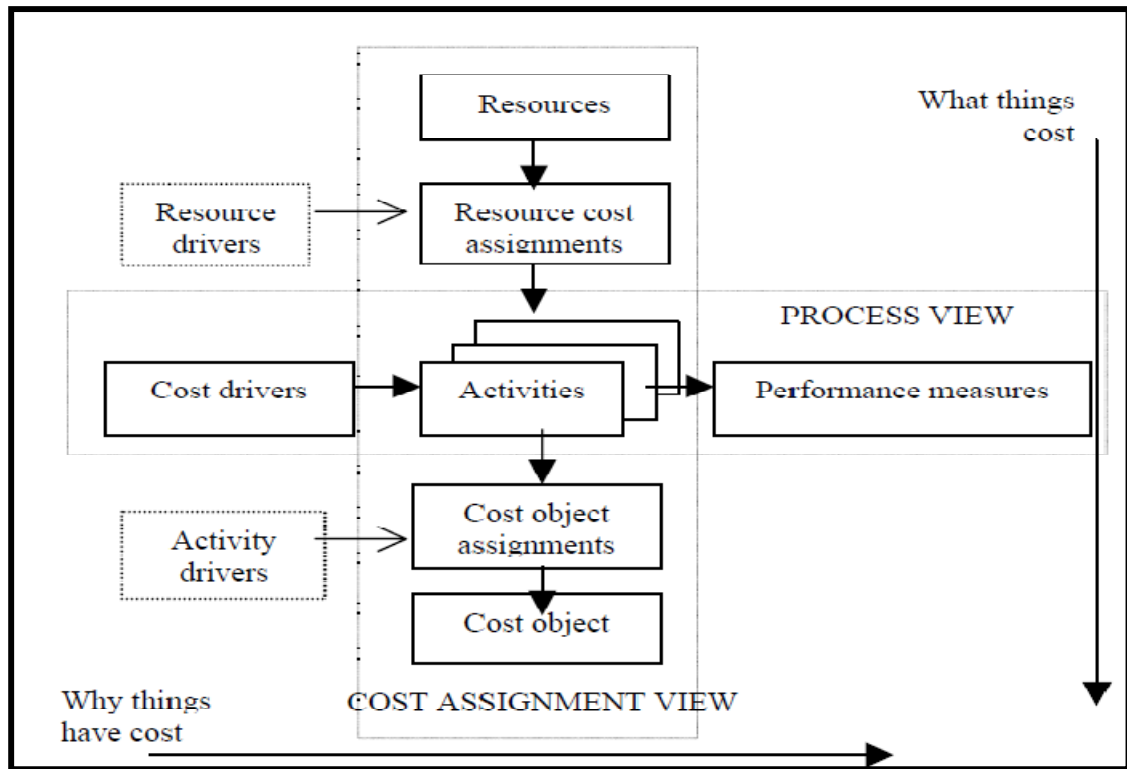 Resources
What things
cost
Resource
drivers
Resource cost
assignments
PROCESS VIEW
Cost drivers
Activities
Performance measures
Cost object
assignments
Activity
drivers
Cost object
Why things
have cost
COST ASSIGNMENT VIEW